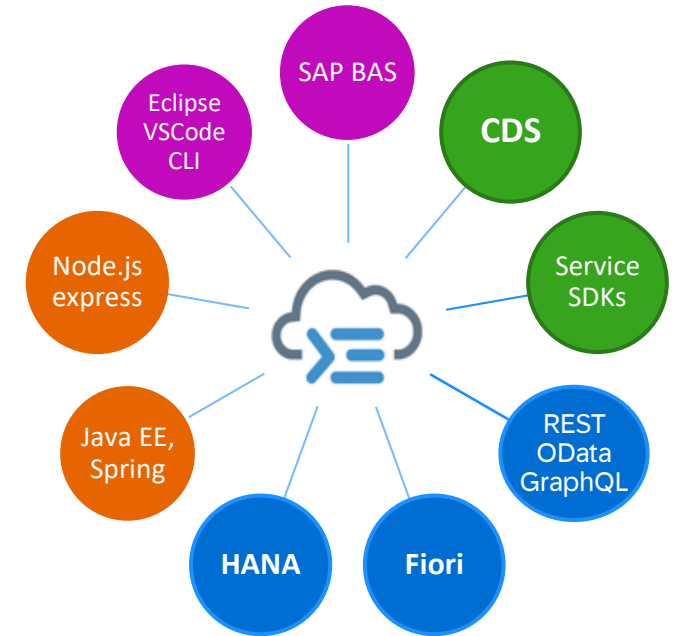 SAP BAS
CDS
Service
SDKs
REST
OData
GraphQL
Fiori
HANA
Java EE,
Spring
Node.js
express
Eclipse
VSCode
CLI